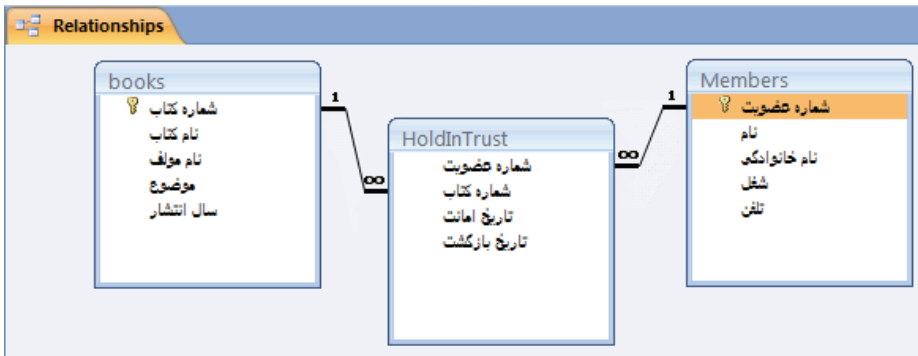 Relationships
books
شماره کتاب
نام کتاب
نام مولف
موضوع
سال انتشار
1
∞
HoldInTrust
شماره عضویت
شماره کتاب
تاریخ امانت
تاریخ بازگشت
∞
1
Members
شماره عضویت
نام
نام خانوادگی
شغل
تلفن